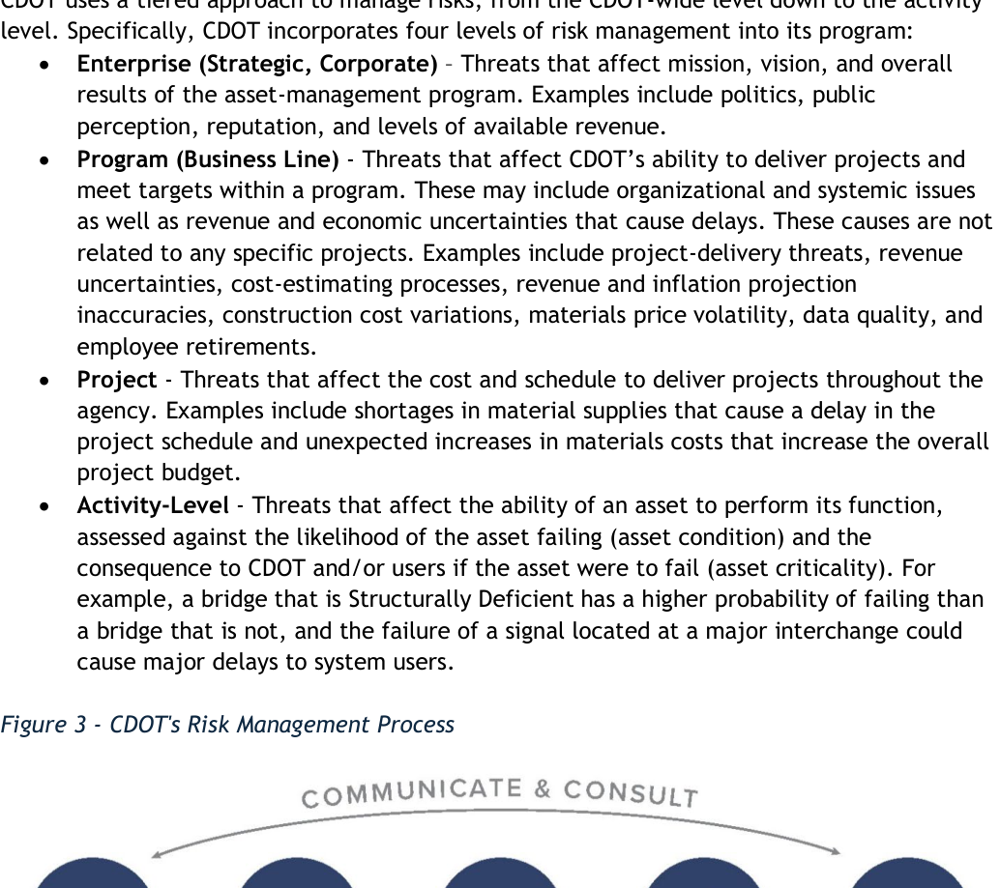 CDOT uses a tiered approach to manage risks, from the CDOT-wide level down to the activity
level. Specifically, CDOT incorporates four levels of risk management into its program:
• Enterprise (Strategic, Corporate) – Threats that affect mission, vision, and overall
results of the asset-management program. Examples include politics, public
perception, reputation, and levels of available revenue.
• Program (Business Line) - Threats that affect CDOT’s ability to deliver projects and
meet targets within a program. These may include organizational and systemic issues
as well as revenue and economic uncertainties that cause delays. These causes are not
related to any specific projects. Examples include project-delivery threats, revenue
uncertainties, cost-estimating processes, revenue and inflation projection
inaccuracies, construction cost variations, materials price volatility, data quality, and
employee retirements.
• Project - Threats that affect the cost and schedule to deliver projects throughout the
agency. Examples include shortages in material supplies that cause a delay in the
project schedule and unexpected increases in materials costs that increase the overall
project budget.
• Activity-Level - Threats that affect the ability of an asset to perform its function,
assessed against the likelihood of the asset failing (asset condition) and the
consequence to CDOT and/or users if the asset were to fail (asset criticality). For
example, a bridge that is Structurally Deficient has a higher probability of failing than
a bridge that is not, and the failure of a signal located at a major interchange could
cause major delays to system users.
Figure 3 - CDOT's Risk Management Process
COMMUNICATE & CONSULT